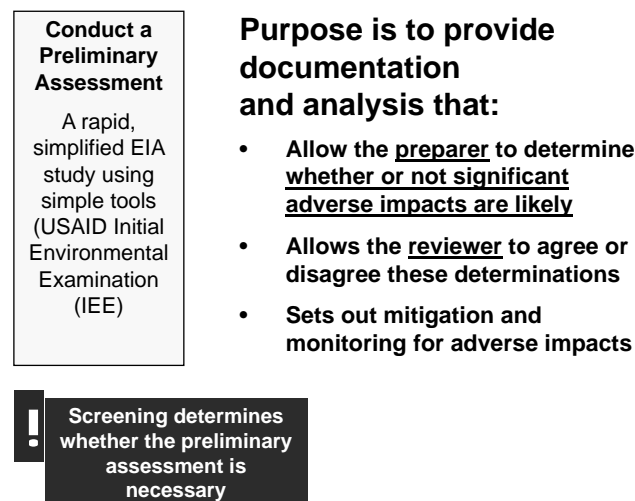 Conduct a
Preliminary
Assessment
A rapid,
simplified EIA
study using
simple tools
(USAID Initial
Environmental
Examination
(IEE)
Purpose is to provide
documentation
and analysis that:
• Allow the preparer to determine
whether or not significant
adverse impacts are likely
• Allows the reviewer to agree or
disagree these determinations
• Sets out mitigation and
monitoring for adverse impacts
!
Screening determines
whether the preliminary
assessment is
necessary